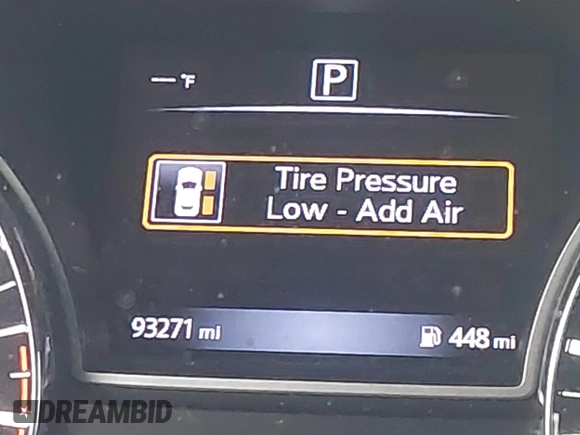 --- °F
P
Tire Pressure
Low - Add Air
93271 mi
448 mi
DREAMBID